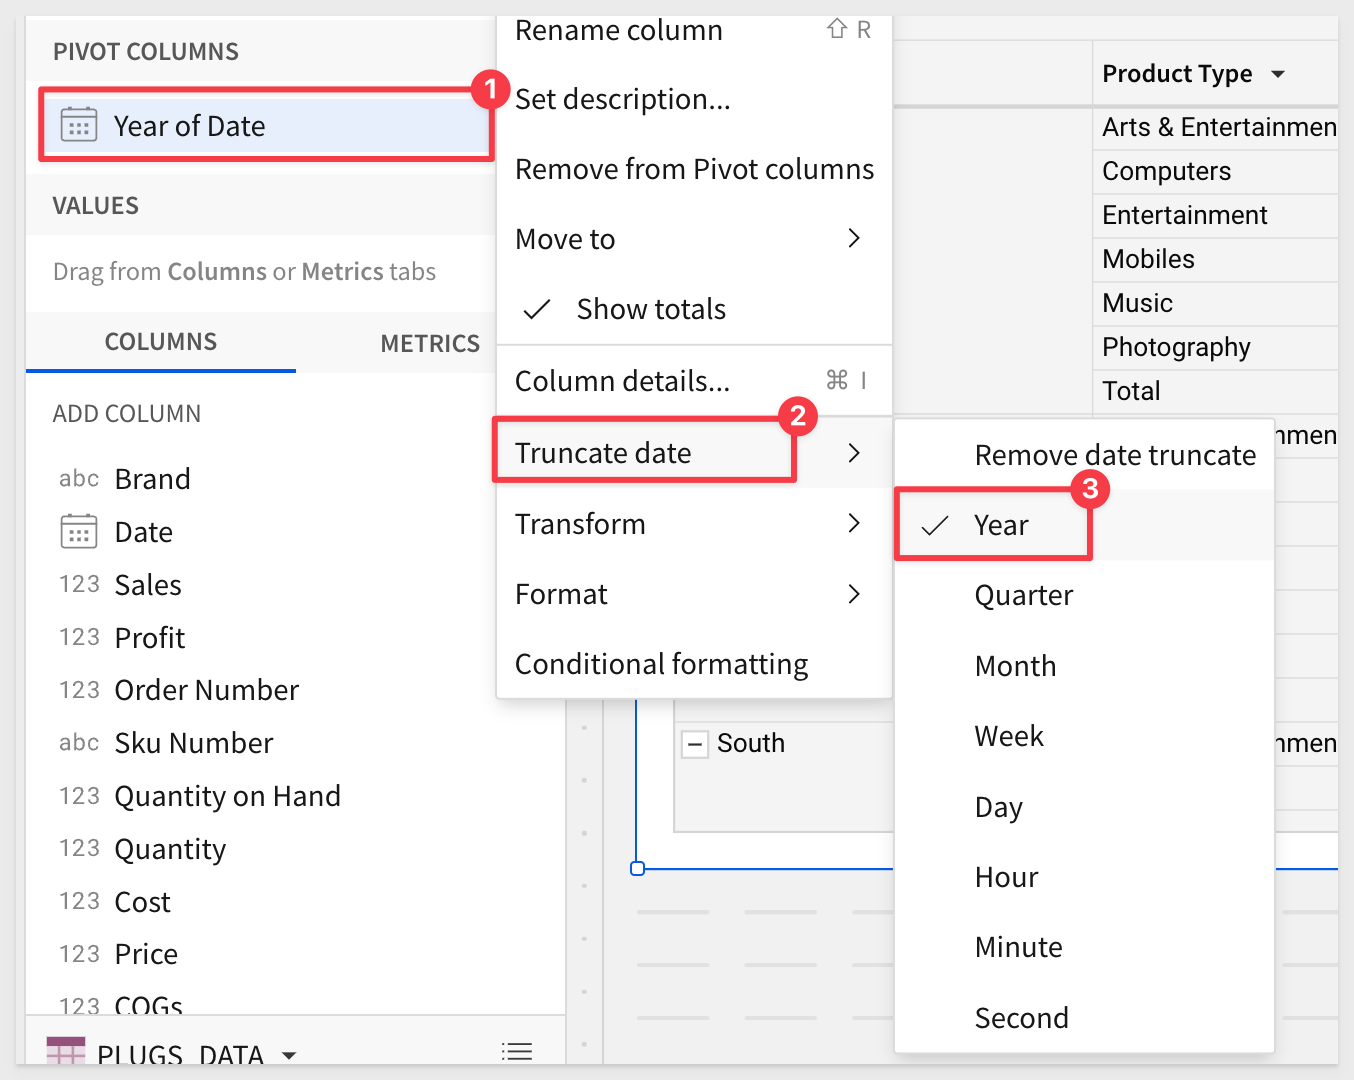 PIVOT COLUMNS
1
Year of Date
VALUES
Drag from Columns or Metrics tabs
COLUMNS
METRICS
ADD COLUMN
abc Brand
Date
123 Sales
123 Profit
123 Order Number
abc Sku Number
123 Quantity on Hand
123 Quantity
123 Cost
123 Price
123 COGs
PLUGS_DATA
Rename column ⇧ R
Set description...
Remove from Pivot columns
Move to
Show totals
Column details... ⌘ I
2
Truncate date
Transform
Format
Conditional formatting
Remove date truncate
3
Year
Quarter
Month
Week
Day
Hour
Minute
Second
Product Type
Arts & Entertainmen
Computers
Entertainment
Mobiles
Music
Photography
Total
nmen
South
nmen